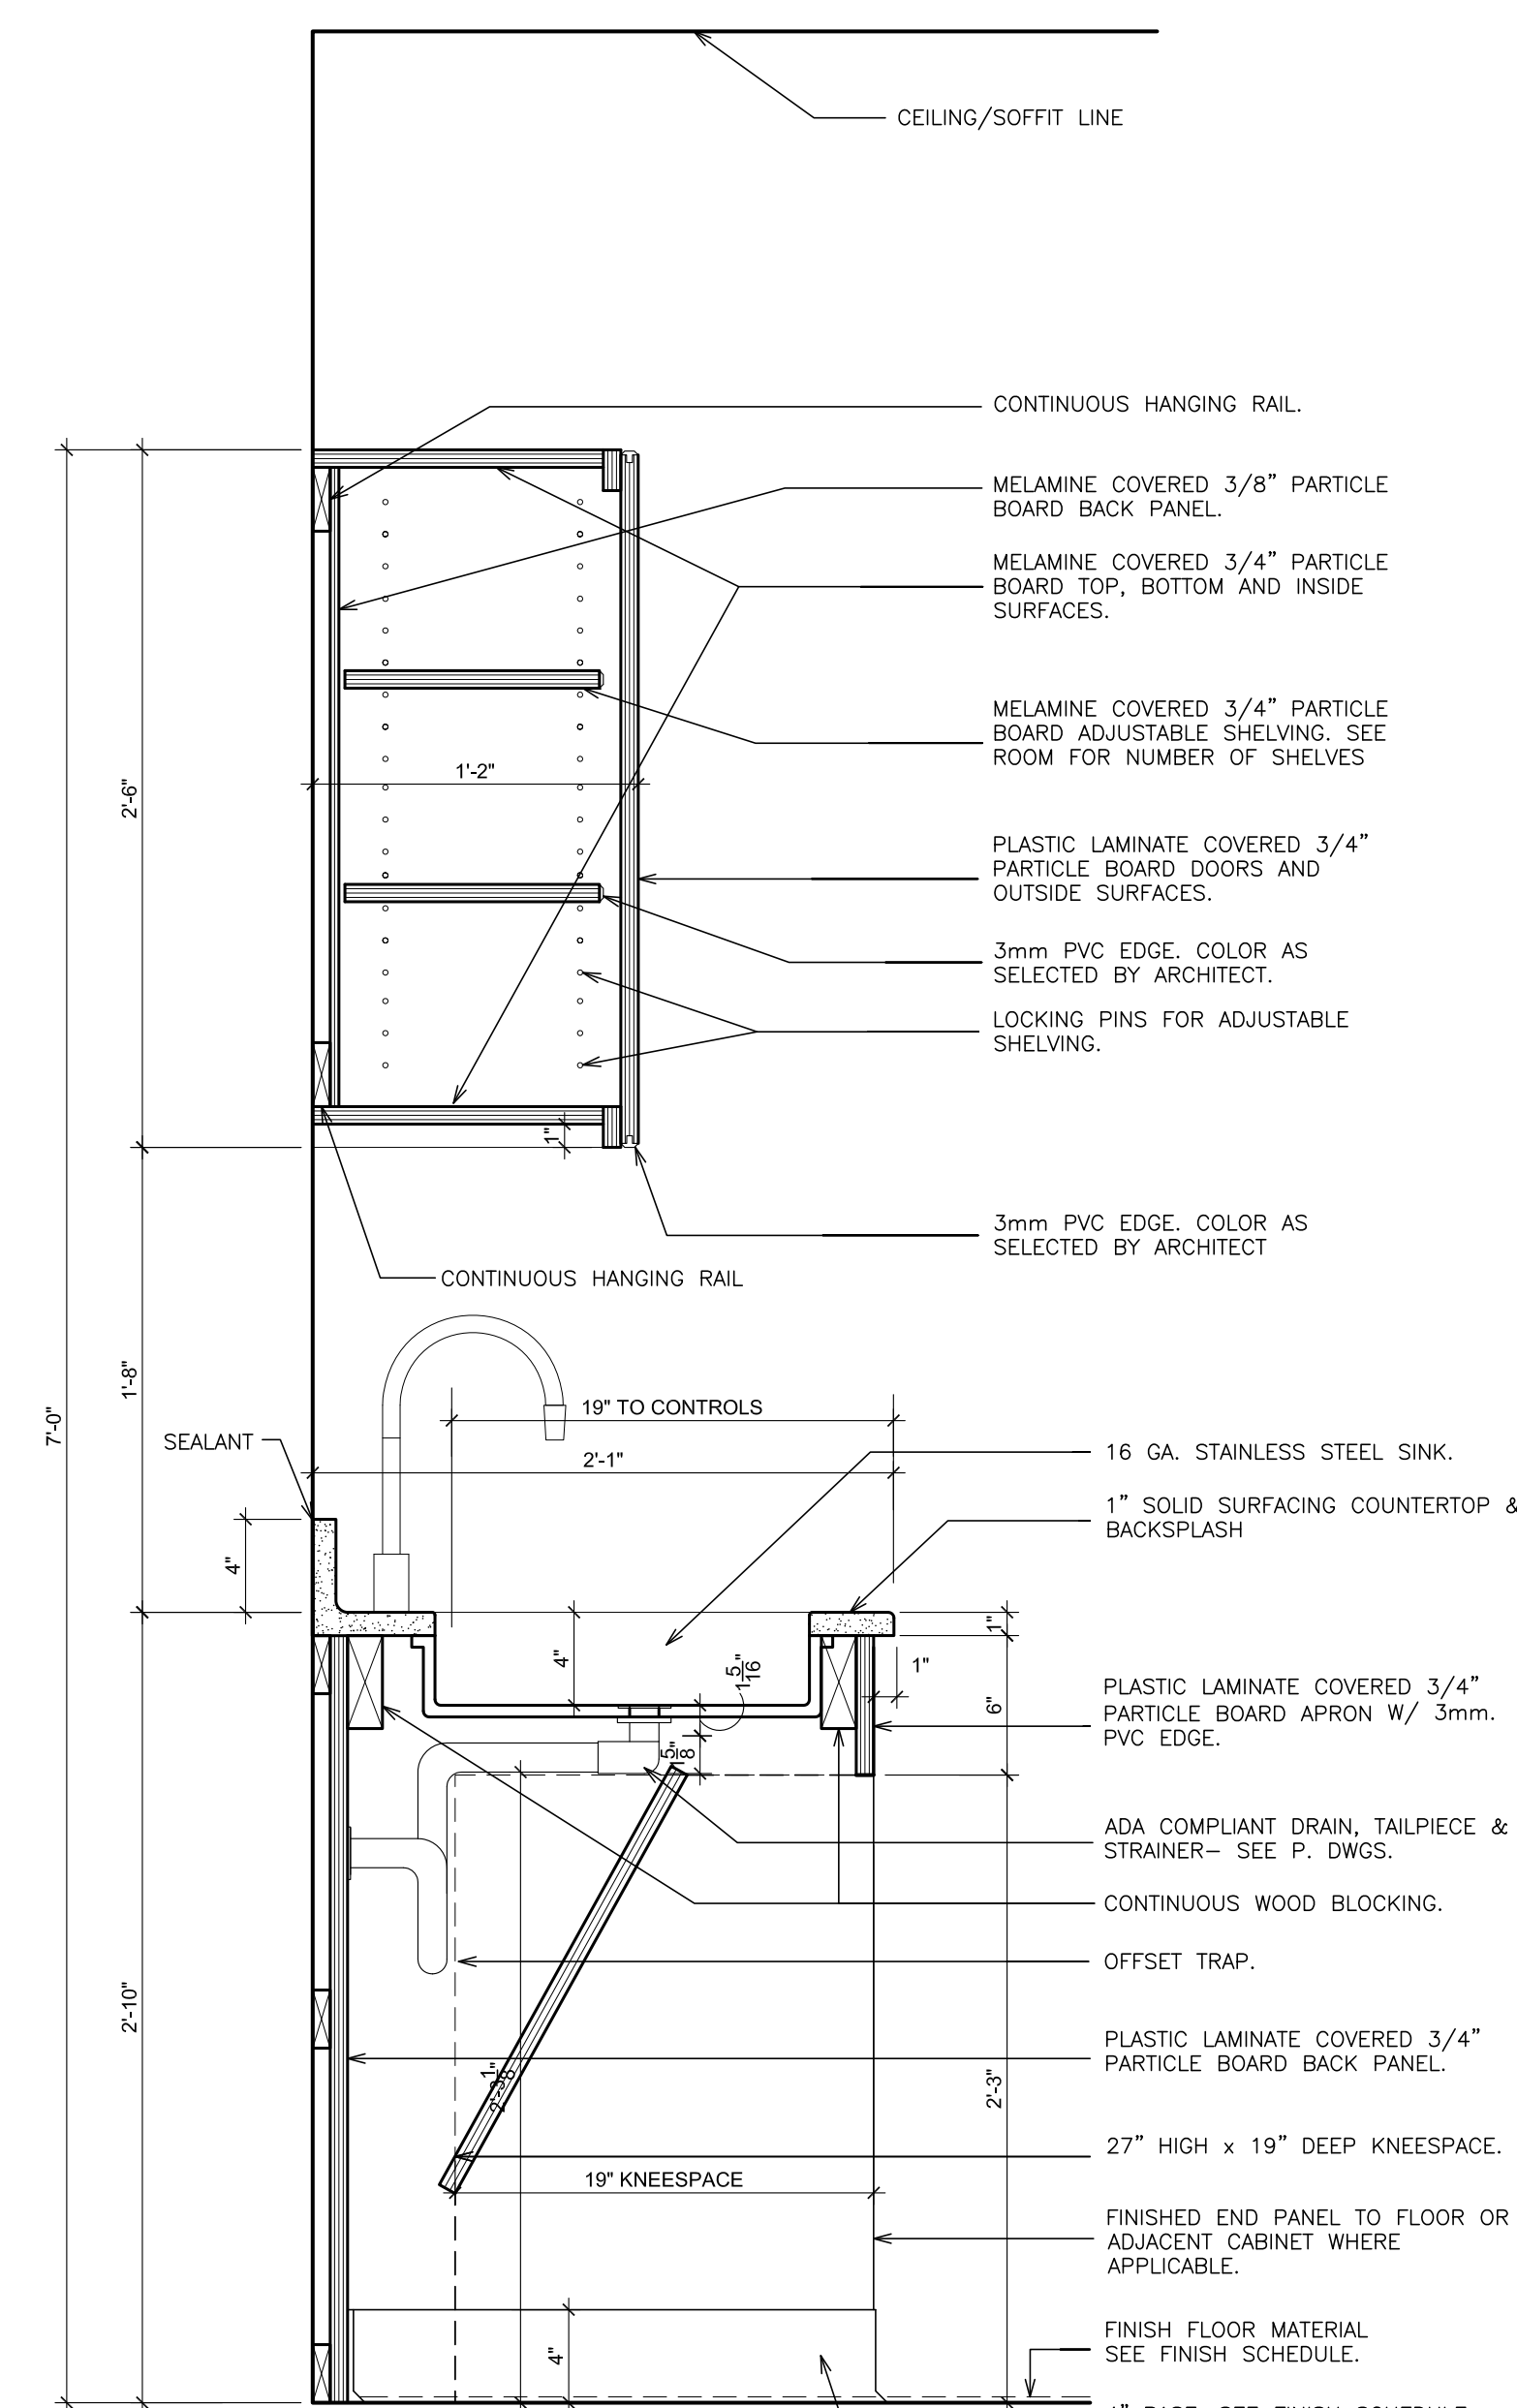 CEILING/SOFFIT LINE
CONTINUOUS HANGING RAIL.
MELAMINE COVERED 3/8" PARTICLE
BOARD BACK PANEL.
MELAMINE COVERED 3/4" PARTICLE
BOARD TOP, BOTTOM AND INSIDE
SURFACES.
MELAMINE COVERED 3/4" PARTICLE
BOARD ADJUSTABLE SHELVING. SEE
ROOM FOR NUMBER OF SHELVES
1'-2"
2'-6"
PLASTIC LAMINATE COVERED 3/4"
PARTICLE BOARD DOORS AND
OUTSIDE SURFACES.
3mm PVC EDGE. COLOR AS
SELECTED BY ARCHITECT.
LOCKING PINS FOR ADJUSTABLE
SHELVING.
1"
3mm PVC EDGE. COLOR AS
SELECTED BY ARCHITECT
CONTINUOUS HANGING RAIL
1'-8"
7'-0"
19" TO CONTROLS
SEALANT
2'-1"
16 GA. STAINLESS STEEL SINK.
1" SOLID SURFACING COUNTERTOP &
BACKSPLASH
4"
4"
1"
1 5/16"
1"
6"
PLASTIC LAMINATE COVERED 3/4"
PARTICLE BOARD APRON W/ 3mm.
PVC EDGE.
1 5/8"
ADA COMPLIANT DRAIN, TAILPIECE &
STRAINER– SEE P. DWGS.
CONTINUOUS WOOD BLOCKING.
OFFSET TRAP.
2'-10"
PLASTIC LAMINATE COVERED 3/4"
PARTICLE BOARD BACK PANEL.
2'-3 1/8"
2'-3"
27" HIGH x 19" DEEP KNEESPACE.
19" KNEESPACE
FINISHED END PANEL TO FLOOR OR
ADJACENT CABINET WHERE
APPLICABLE.
4"
FINISH FLOOR MATERIAL
SEE FINISH SCHEDULE.